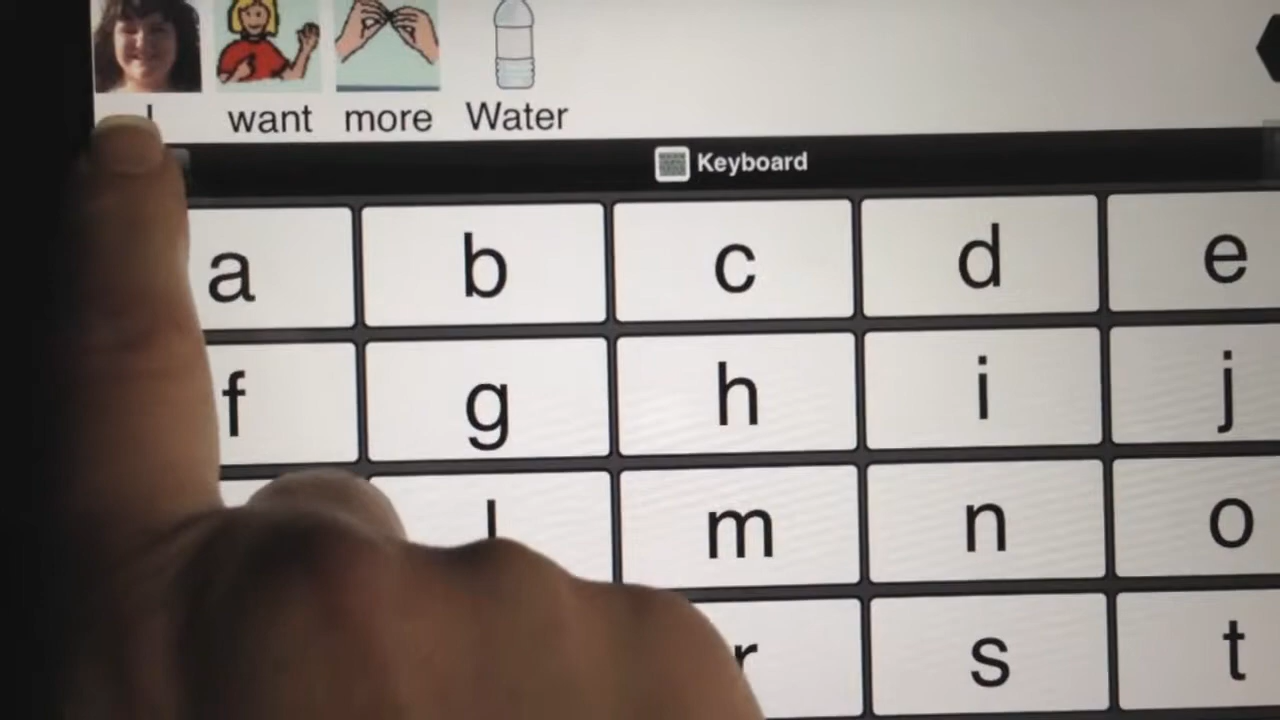 I want more Water
Keyboard
a b c d e
f g h i j
l m n o
r s t